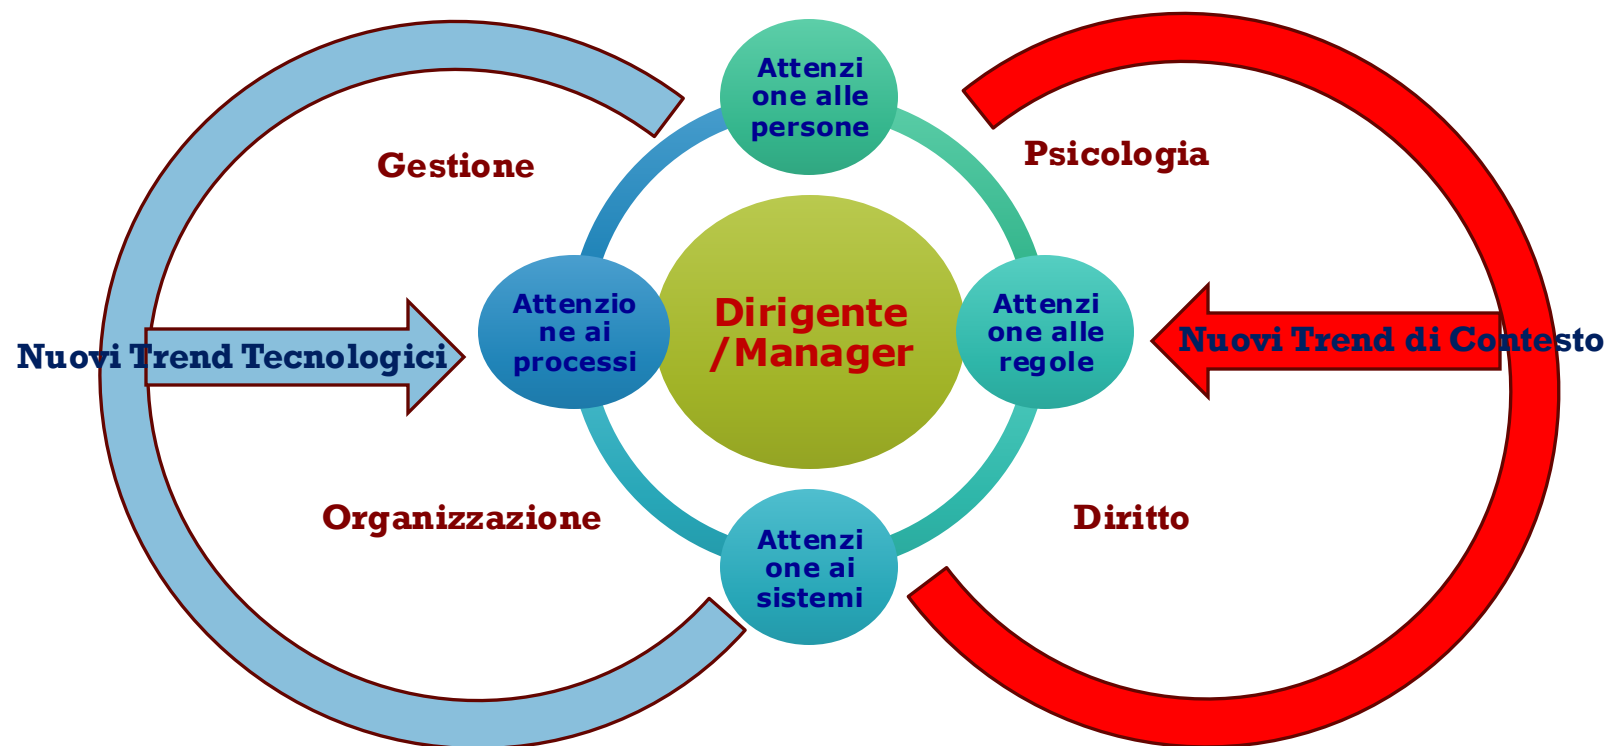 Attenzi
one alle
persone
Gestione
Psicologia
Attenzio
ne ai
processi
Dirigente
/Manager
Attenzi
one alle
regole
Nuovi Trend Tecnologici
Nuovi Trend di Contesto
Organizzazione
Diritto
Attenzi
one ai
sistemi